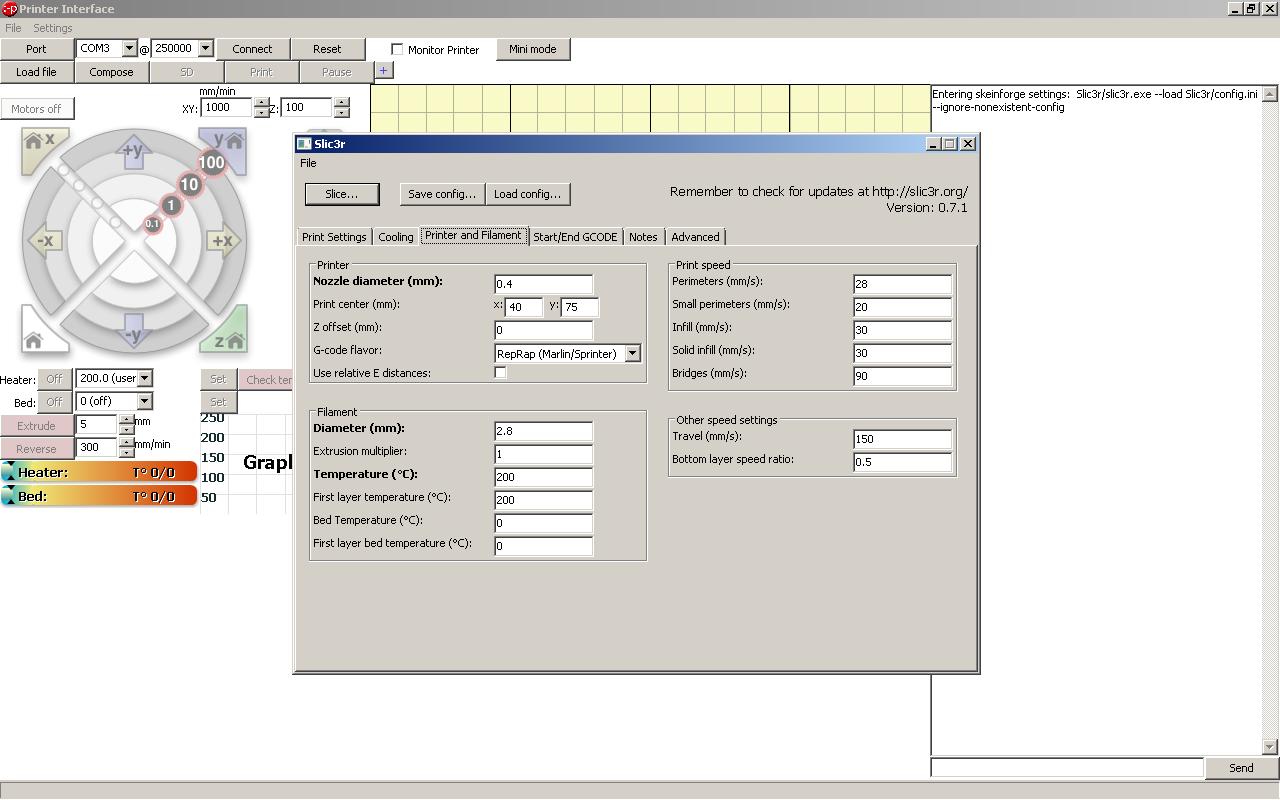 Printer Interface
File Settings
Port COM3 @ 250000 Connect Reset Monitor Printer Mini mode
Load file Compose SD Print Pause +
mm/min
Motors off XY: 1000 Z: 100
Entering skeinforge settings: Slic3r/slic3r.exe --load Slic3r/config.ini
--ignore-nonexistent-config
x +y y 100
10
1
0.1
-x +x
-y z
Heater: Off 200.0 (user Set Check ter
Bed: Off 0 (off) Set
Extrude 5 mm
Reverse 300 mm/min
Heater: T° 0/0
Bed: T° 0/0
250
200
150
100
50
Grapl
Slic3r
File
Slice... Save config... Load config...
Remember to check for updates at http://slic3r.org/
Version: 0.7.1
Print Settings Cooling Printer and Filament Start/End GCODE Notes Advanced
Printer
Nozzle diameter (mm): 0.4
Print center (mm): x: 40 y: 75
Z offset (mm): 0
G-code flavor: RepRap (Marlin/Sprinter)
Use relative E distances:
Filament
Diameter (mm): 2.8
Extrusion multiplier: 1
Temperature (°C): 200
First layer temperature (°C): 200
Bed Temperature (°C): 0
First layer bed temperature (°C): 0
Print speed
Perimeters (mm/s): 28
Small perimeters (mm/s): 20
Infill (mm/s): 30
Solid infill (mm/s): 30
Bridges (mm/s): 90
Other speed settings
Travel (mm/s): 150
Bottom layer speed ratio: 0.5
Send